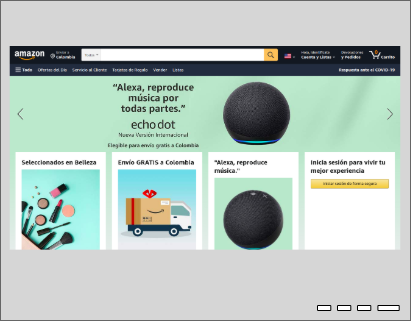 amazon
Enviar a
Colombia
Todos
Hola, Identifícate
Cuenta y Listas
Devoluciones
y Pedidos
0
Carrito
Todo
Ofertas del Día
Servicio al Cliente
Tarjetas de Regalo
Vender
Listas
Respuesta ante el COVID-19
“Alexa, reproduce
música por
todas partes.”
echo dot
Nueva Versión Internacional
Elegible para envío gratis a Colombia
Seleccionados en Belleza
Envío GRATIS a Colombia
"Alexa, reproduce
música."
Inicia sesión para vivir tu
mejor experiencia
Iniciar sesión de forma segura